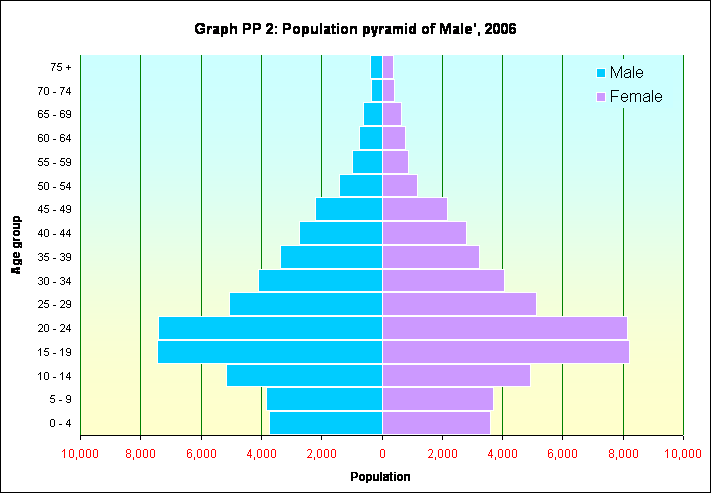 Graph PP 2: Population pyramid of Male', 2006
Male
Female
Age group
75 +
70 - 74
65 - 69
60 - 64
55 - 59
50 - 54
45 - 49
40 - 44
35 - 39
30 - 34
25 - 29
20 - 24
15 - 19
10 - 14
5 - 9
0 - 4
10,000 8,000 6,000 4,000 2,000 0 2,000 4,000 6,000 8,000 10,000
Population